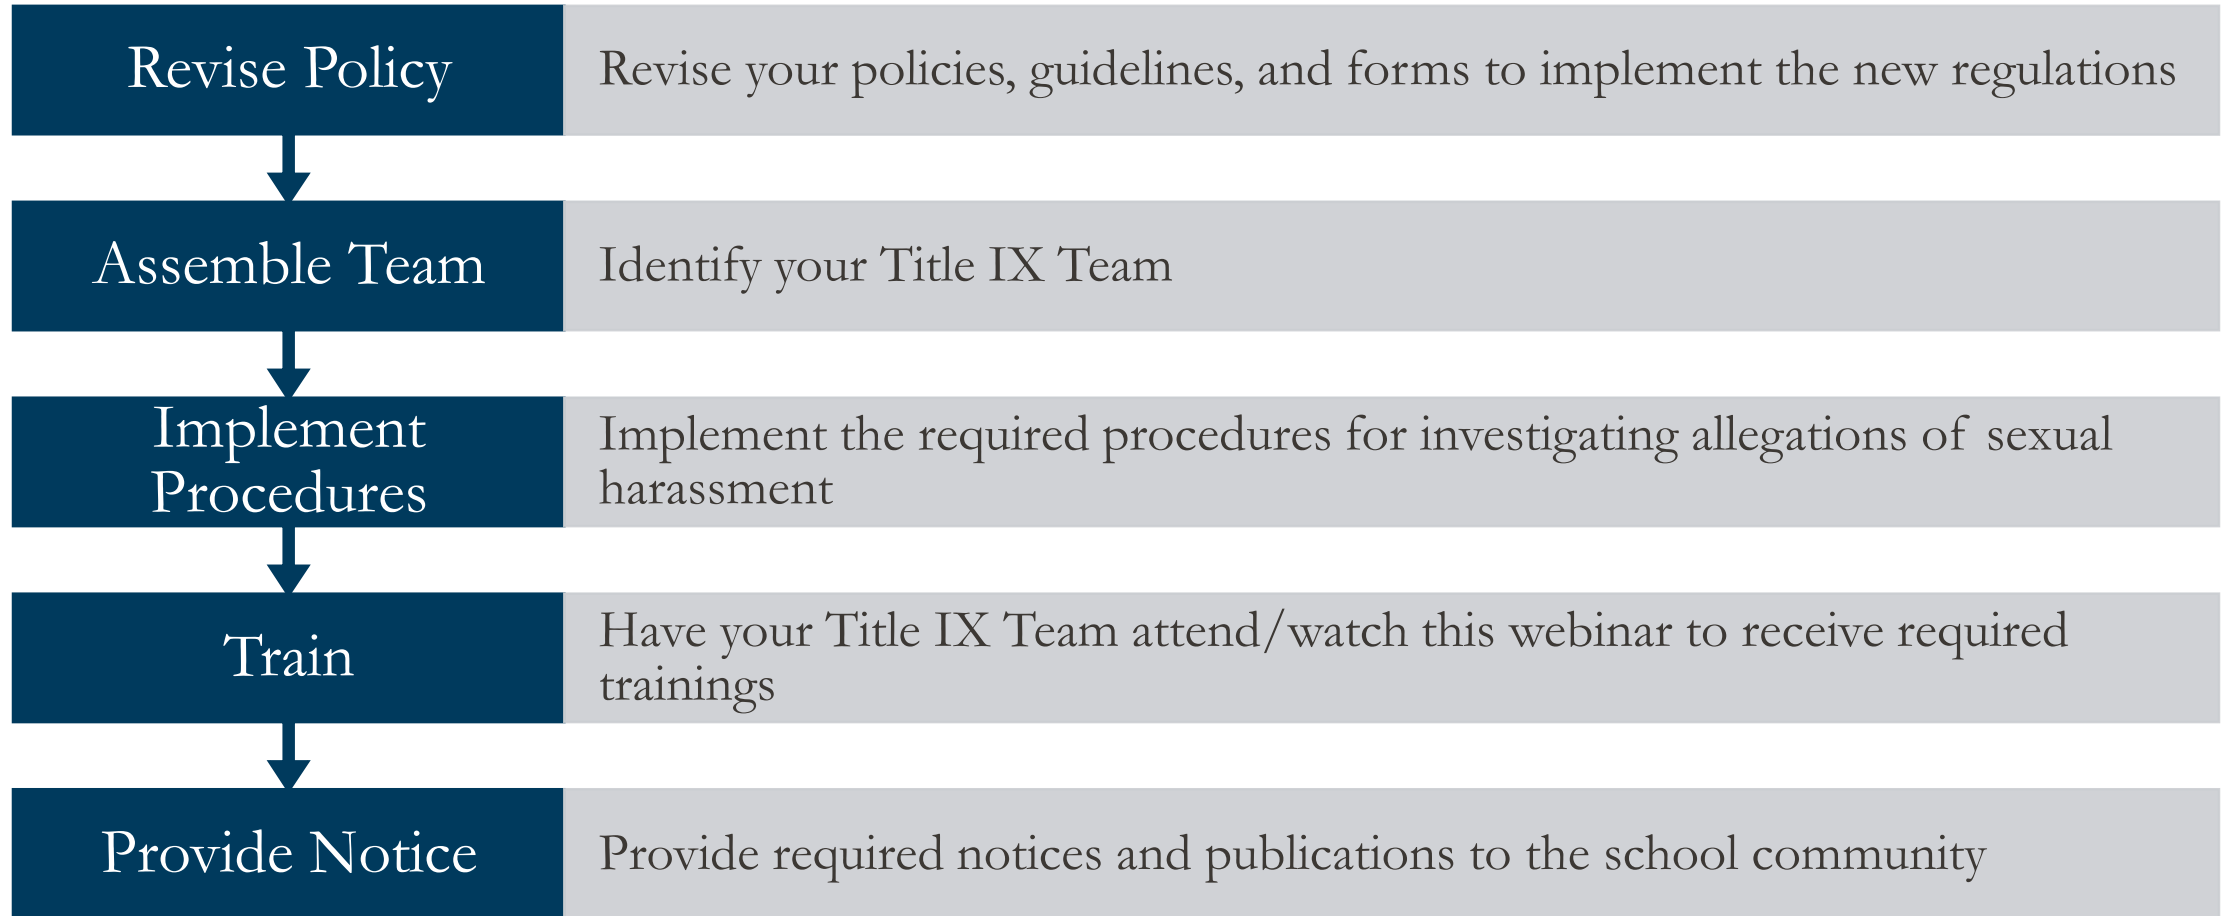 Revise Policy
Revise your policies, guidelines, and forms to implement the new regulations
Assemble Team
Identify your Title IX Team
Implement
Procedures
Implement the required procedures for investigating allegations of sexual
harassment
Train
Have your Title IX Team attend/watch this webinar to receive required
trainings
Provide Notice
Provide required notices and publications to the school community